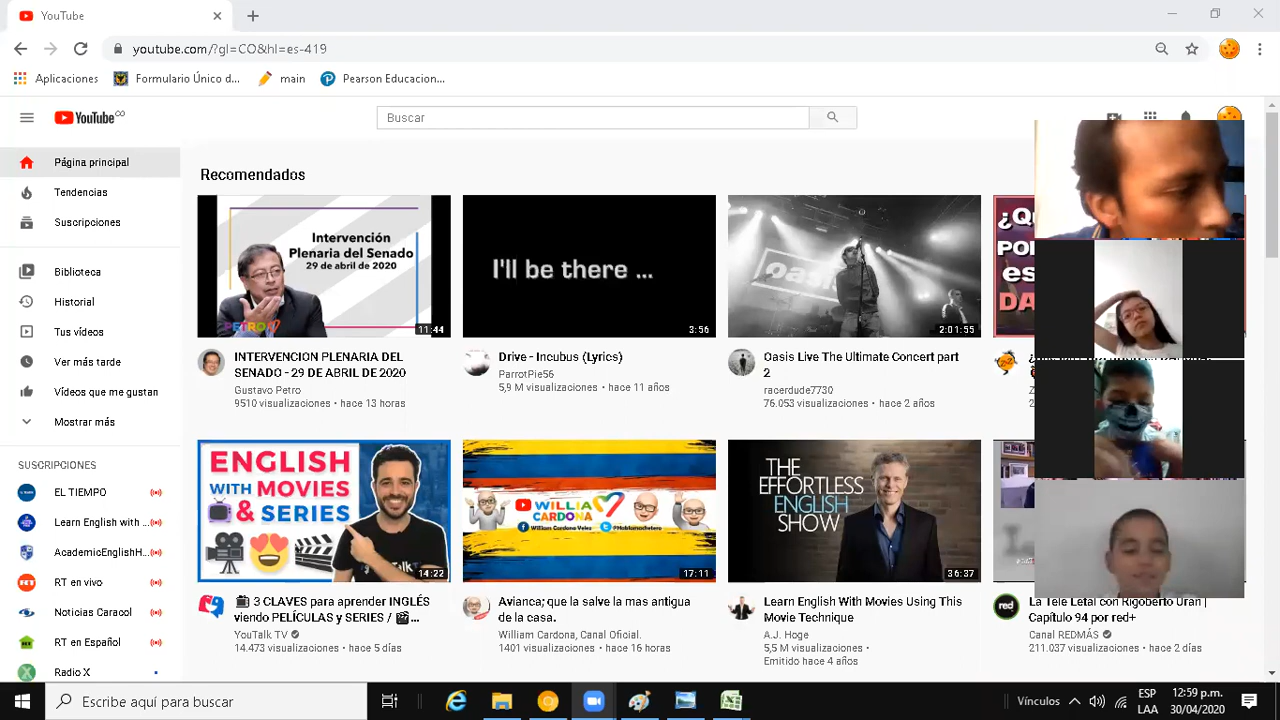 YouTube
youtube.com/?gl=CO&hl=es-419
Aplicaciones
Formulario Único d...
main
Pearson Educacion...
YouTube CO
Buscar
Página principal
Tendencias
Suscripciones
Biblioteca
Historial
Tus vídeos
Ver más tarde
Vídeos que me gustan
Mostrar más
SUSCRIPCIONES
EL TIEMPO
Learn English with ...
AcademicEnglishH...
RT en vivo
Noticias Caracol
RT en Español
Radio X
Recomendados
Intervención
Plenaria del Senado
29 de abril de 2020
PETRO
11:44
INTERVENCION PLENARIA DEL
SENADO - 29 DE ABRIL DE 2020
Gustavo Petro
9510 visualizaciones • hace 13 horas
I'll be there ...
3:56
Drive - Incubus (Lyrics)
ParrotPie56
5,9 M visualizaciones • hace 11 años
oasis
2:01:55
Oasis Live The Ultimate Concert part
2
racerdude7730
76.053 visualizaciones • hace 2 años
ENGLISH
WITH MOVIES
& SERIES
14:22
3 CLAVES para aprender INGLÉS
viendo PELÍCULAS y SERIES /
...
YouTalk TV
14.473 visualizaciones • hace 5 días
WILLIAM
CARDONA
William Cardona Velez
17:11
Avianca; que la salve la mas antigua
de la casa.
William Cardona, Canal Oficial.
1401 visualizaciones • hace 16 horas
THE
EFFORTLESS
ENGLISH
SHOW
36:37
Learn English With Movies Using This
Movie Technique
A.J. Hoge
5,5 M visualizaciones •
Emitido hace 4 años
red
La Tele Letal con Rigoberto Urán |
Capítulo 94 por red+
Canal REDMÁS
211.037 visualizaciones • hace 2 días
Escribe aquí para buscar
Vínculos
ESP
LAA
12:59 p.m.
30/04/2020